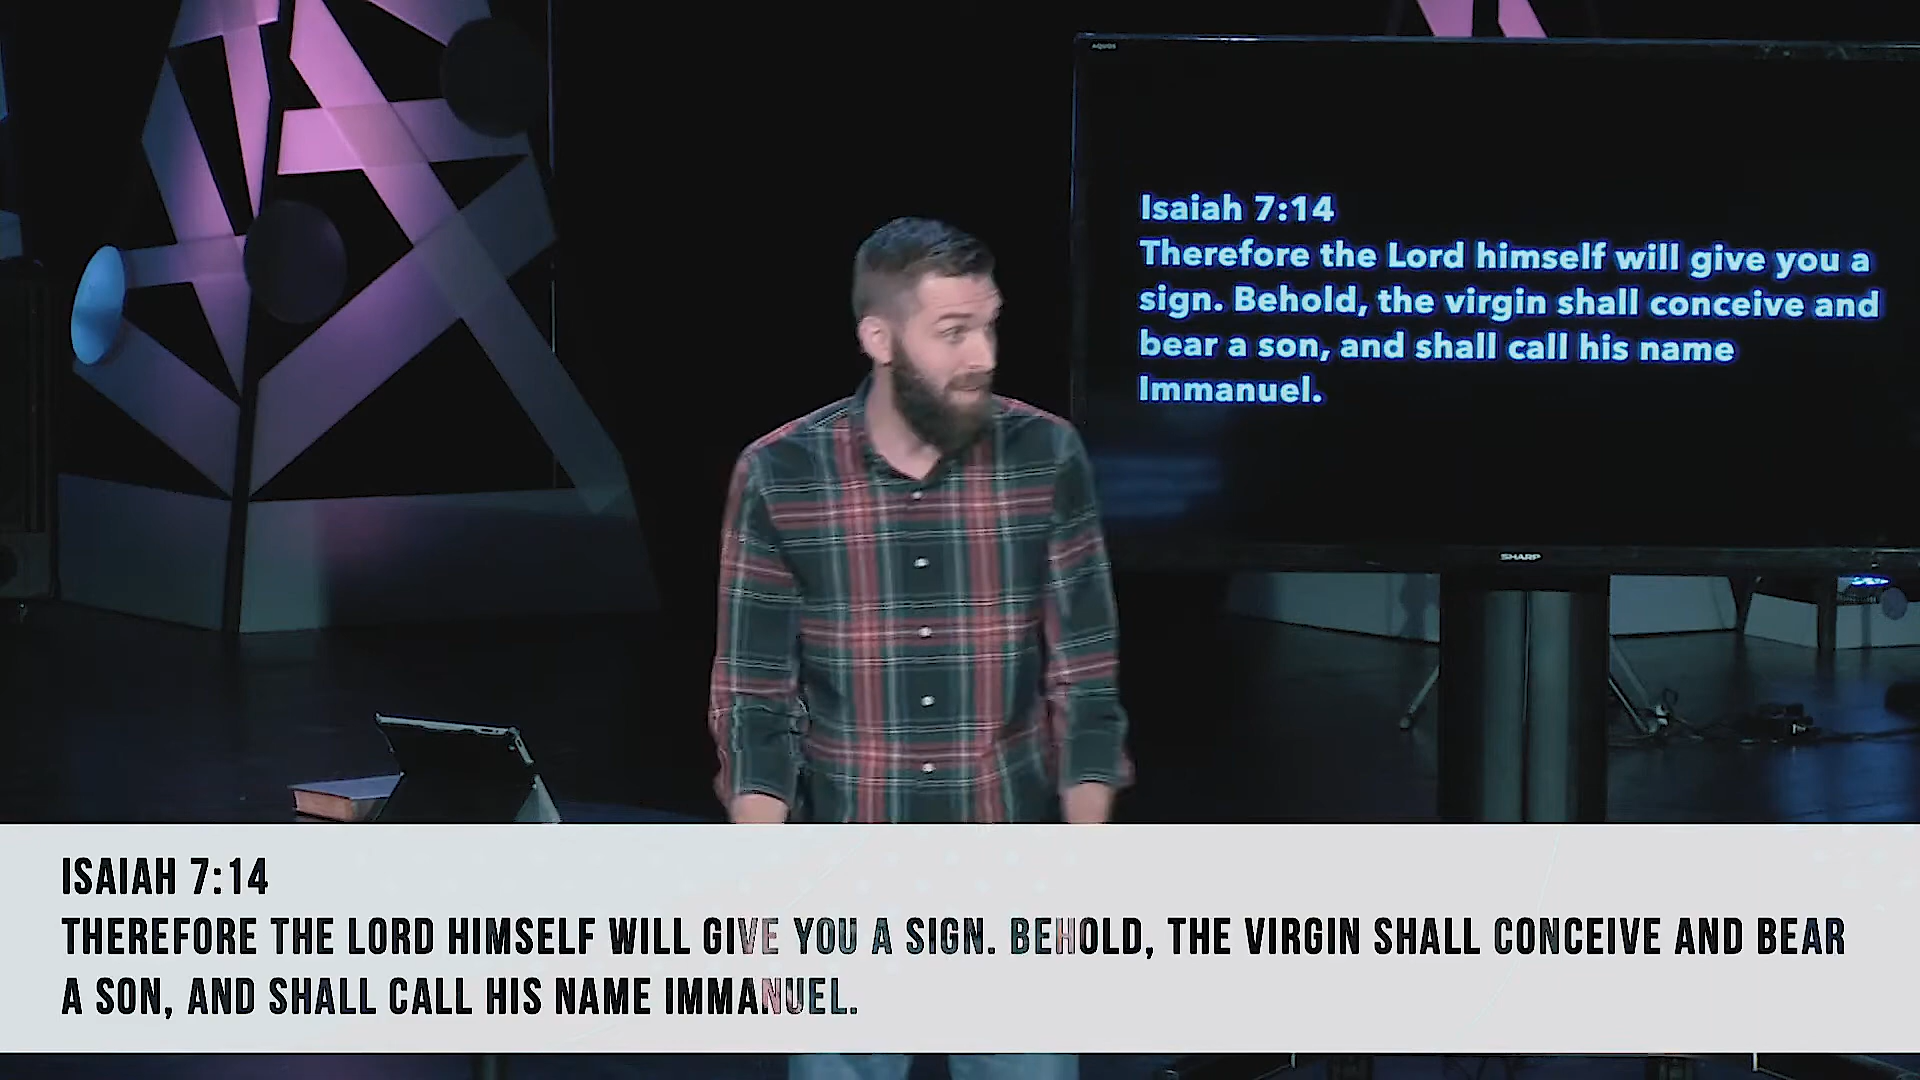 AQUOS
Isaiah 7:14
Therefore the Lord himself will give you a
sign. Behold, the virgin shall conceive and
bear a son, and shall call his name
Immanuel.
SHARP
ISAIAH 7:14
THEREFORE THE LORD HIMSELF WILL GIVE YOU A SIGN. BEHOLD, THE VIRGIN SHALL CONCEIVE AND BEAR
A SON, AND SHALL CALL HIS NAME IMMANUEL.